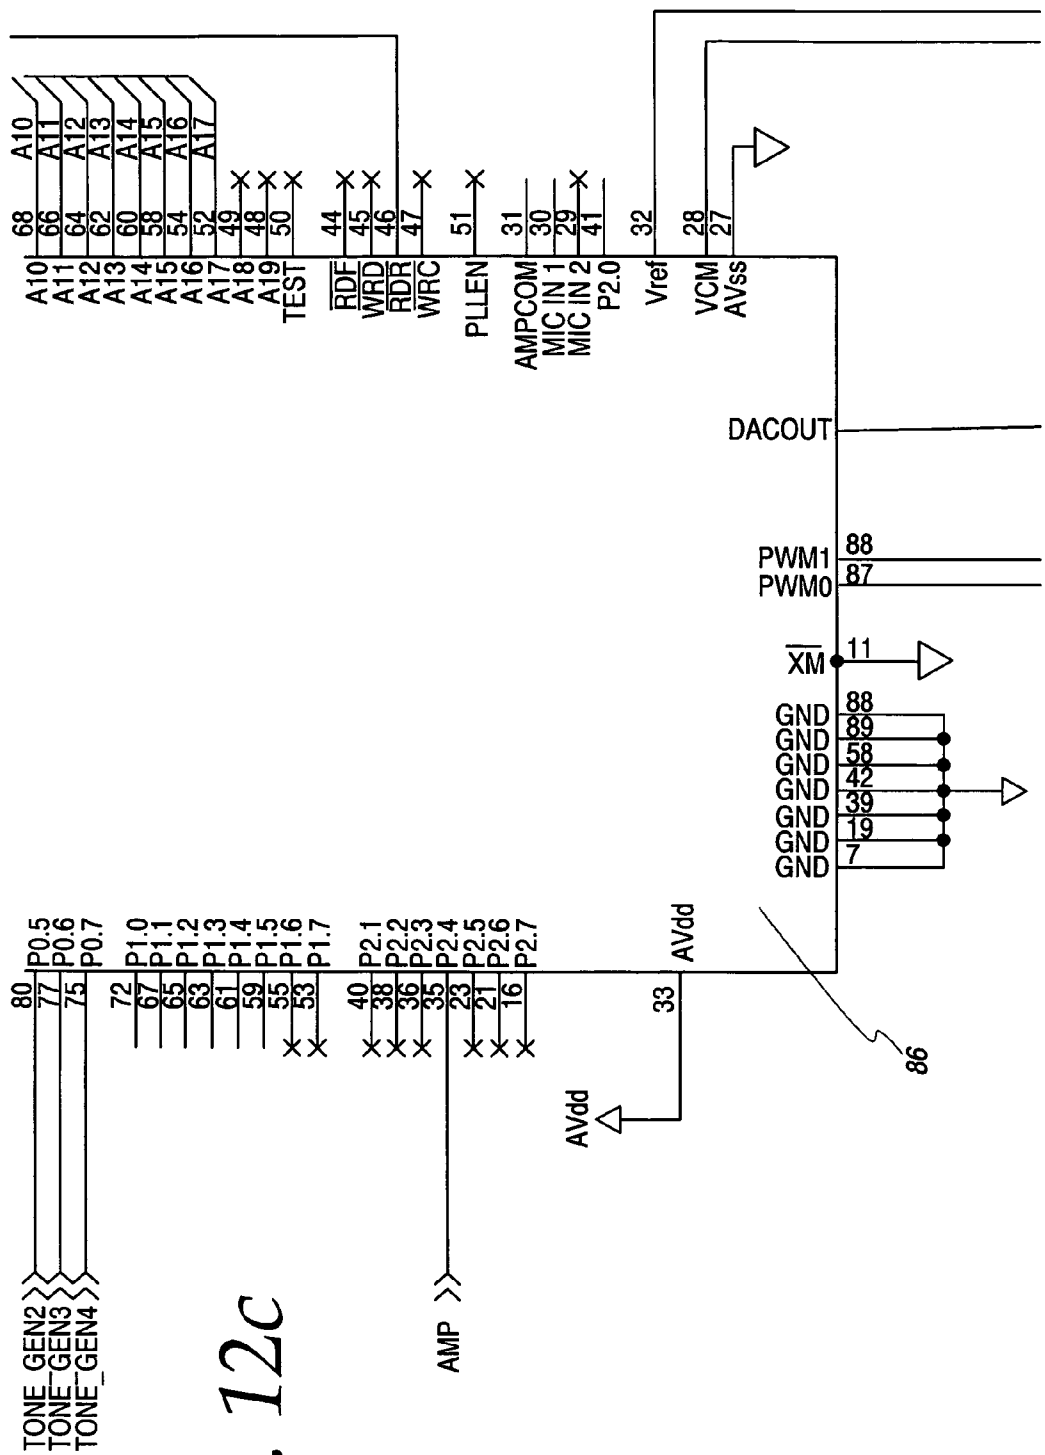 A10
A11
A12
A13
A14
A15
A16
A17
68
66
64
62
60
58
54
52
49
48
50
44
45
46
47
51
31
30
29
41
32
28
27
A10
A11
A12
A13
A14
A15
A16
A17
A18
A19
TEST
RDF
WRD
RDR
WRC
PLLEN
AMPCOM
MIC IN 1
MIC IN 2
P2.0
Vref
VCM
AVss
DACOUT
PWM1 88
PWM0 87
XM 11
GND 88
GND 89
GND 58
GND 42
GND 39
GND 19
GND 7
P0.5
P0.6
P0.7
P1.0
P1.1
P1.2
P1.3
P1.4
P1.5
P1.6
P1.7
P2.1
P2.2
P2.3
P2.4
P2.5
P2.6
P2.7
AVdd
80
77
75
72
67
65
63
61
59
55
53
40
38
36
35
23
21
16
33
86
AVdd
TONE_GEN2
TONE_GEN3
TONE_GEN4
AMP
. 12c